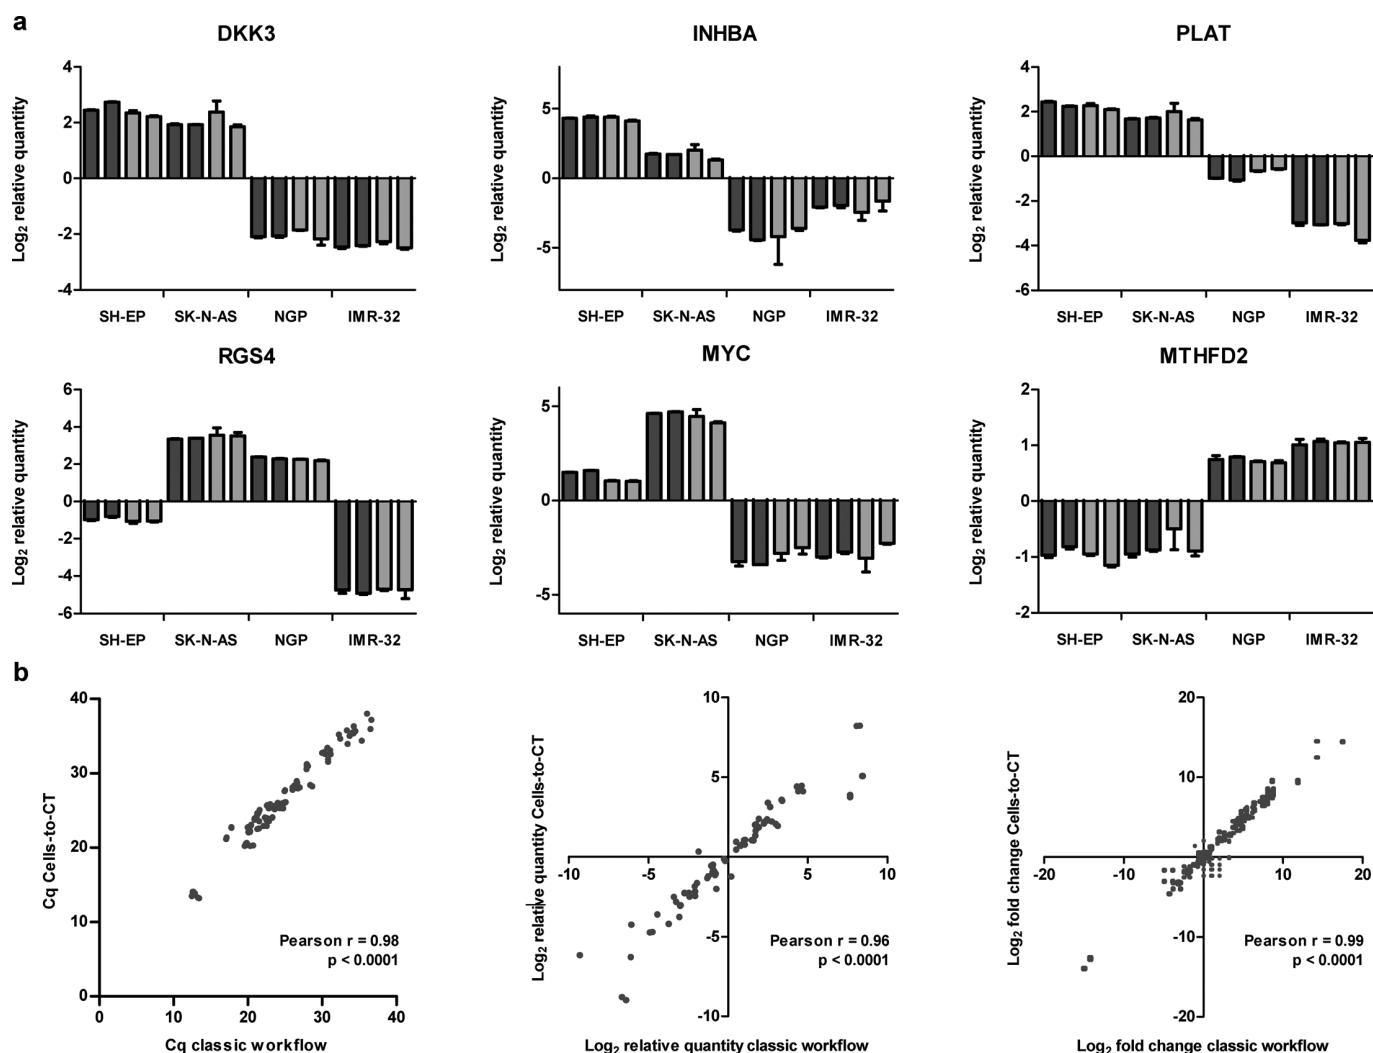 a
DKK3
INHBA
PLAT
Log2 relative quantity
4
2
0
-2
-4
SH-EP SK-N-AS NGP IMR-32
Log2 relative quantity
5
0
-5
SH-EP SK-N-AS NGP IMR-32
Log2 relative quantity
4
2
0
-2
-4
-6
SH-EP SK-N-AS NGP IMR-32
RGS4
MYC
MTHFD2
Log2 relative quantity
6
4
2
0
-2
-4
-6
SH-EP SK-N-AS NGP IMR-32
Log2 relative quantity
5
0
-5
SH-EP SK-N-AS NGP IMR-32
Log2 relative quantity
2
1
0
-1
-2
SH-EP SK-N-AS NGP IMR-32
b
Cq Cells-to-CT
40
30
20
10
0
Pearson r = 0.98
p < 0.0001
0 10 20 30 40
Cq classic workflow
Log2 relative quantity Cells-to-CT
10
5
-10 -5 0 5 10
-5
-10
Pearson r = 0.96
p < 0.0001
Log2 relative quantity classic workflow
Log2 fold change Cells-to-CT
20
10
-20 -10 0 10 20
-10
-20
Pearson r = 0.99
p < 0.0001
Log2 fold change classic workflow